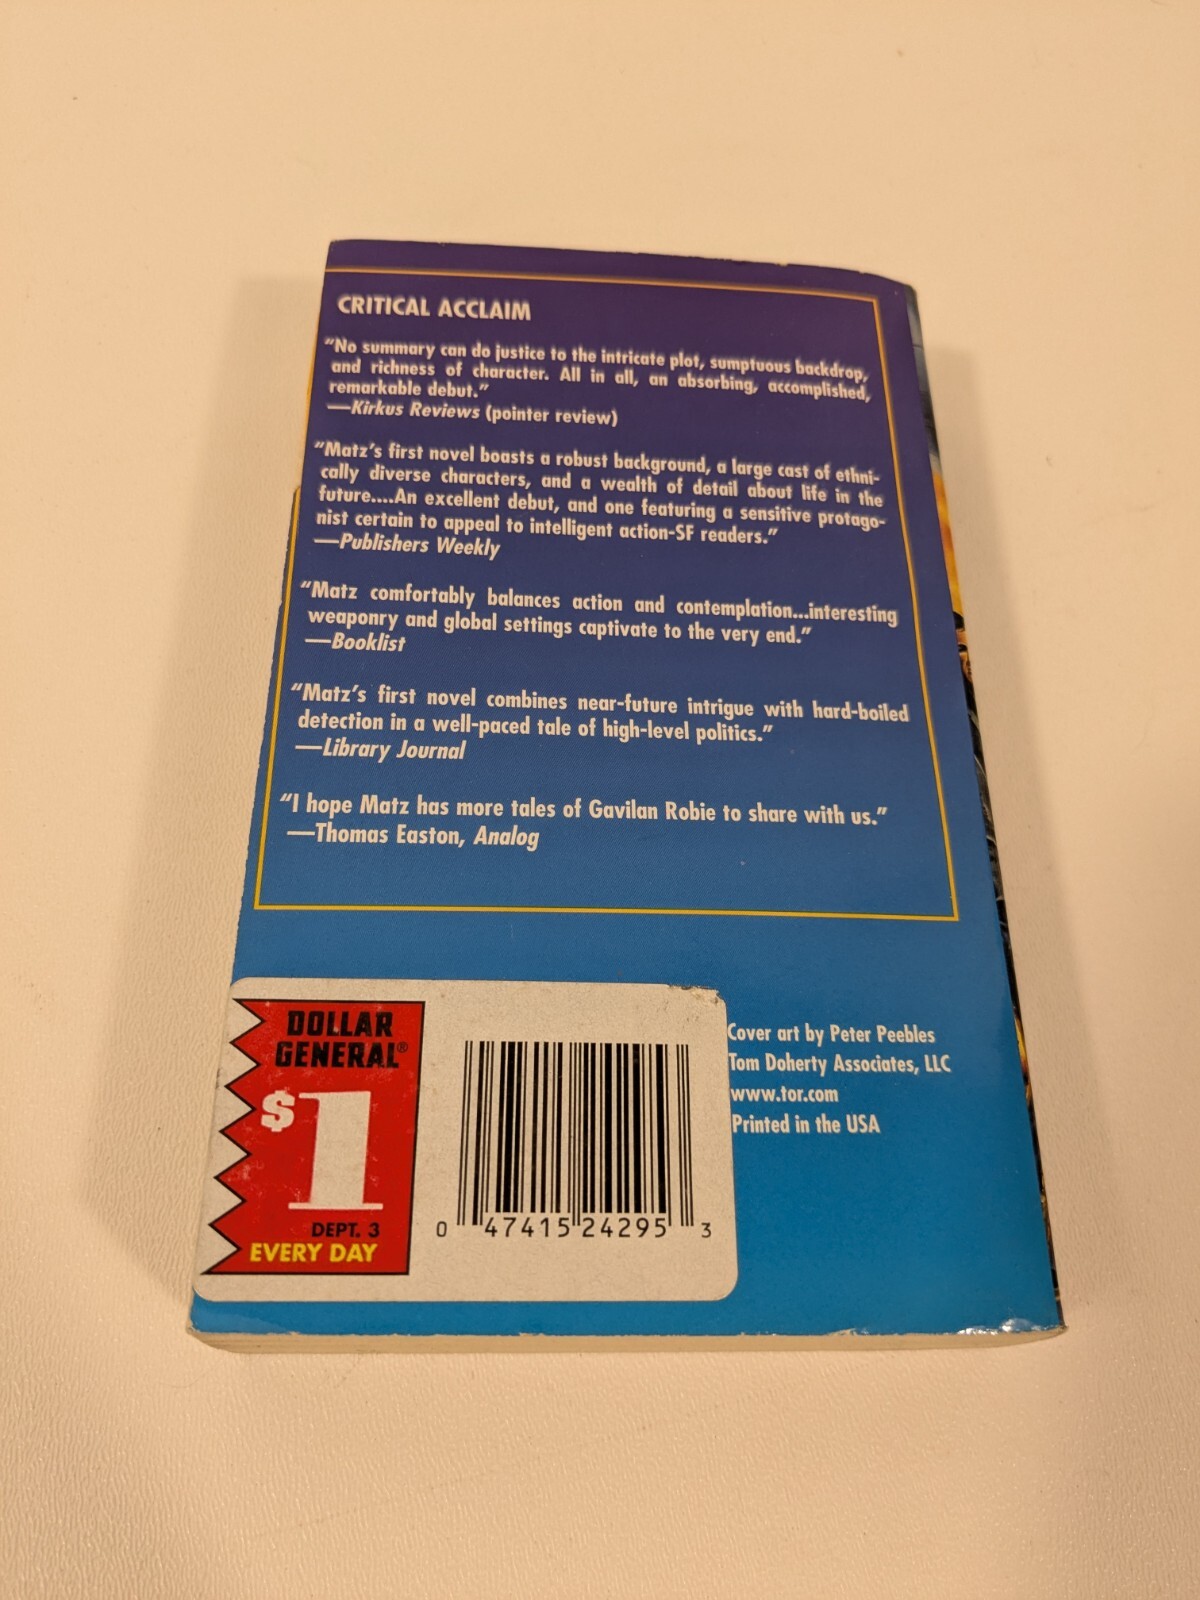 CRITICAL ACCLAIM
“No summary can do justice to the intricate plot, sumptuous backdrop,
and richness of character. All in all, an absorbing, accomplished,
remarkable debut.”
—Kirkus Reviews (pointer review)
“Matz’s first novel boasts a robust background, a large cast of ethni-
cally diverse characters, and a wealth of detail about life in the
future....An excellent debut, and one featuring a sensitive protago-
nist certain to appeal to intelligent action-SF readers.”
—Publishers Weekly
“Matz comfortably balances action and contemplation...interesting
weaponry and global settings captivate to the very end.”
—Booklist
“Matz’s first novel combines near-future intrigue with hard-boiled
detection in a well-paced tale of high-level politics.”
—Library Journal
“I hope Matz has more tales of Gavilan Robie to share with us.”
—Thomas Easton, Analog
DOLLAR
GENERAL®
$1
DEPT. 3
EVERY DAY
0 47415 24295 3
Cover art by Peter Peebles
Tom Doherty Associates, LLC
www.tor.com
Printed in the USA